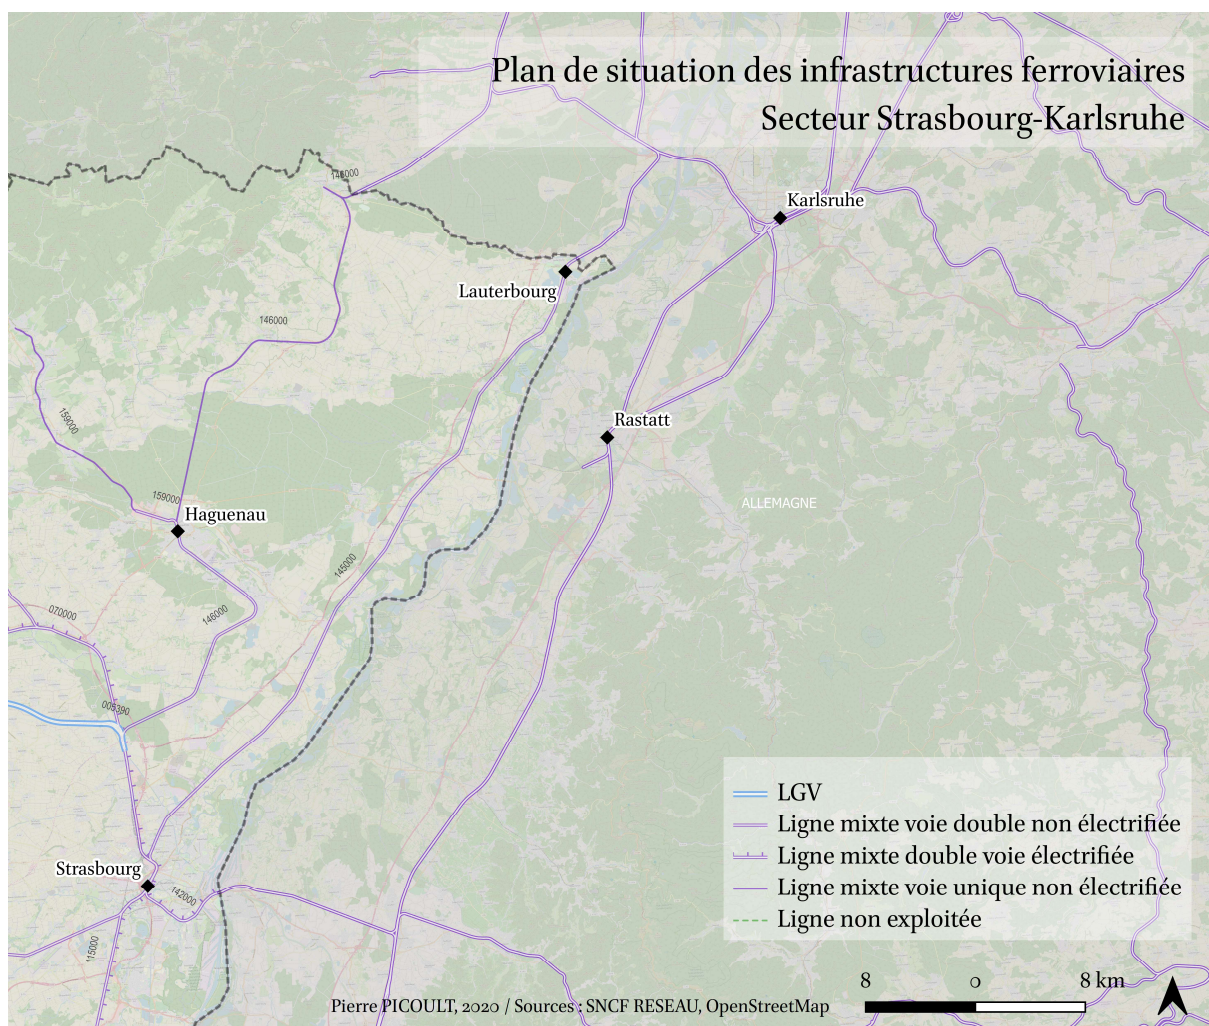 Plan de situation des infrastructures ferroviaires
Secteur Strasbourg-Karlsruhe
146000
Karlsruhe
Lauterbourg
146000
159000
Rastatt
159000
Haguenau
ALLEMAGNE
145000
070000
146000
005390
LGV
Ligne mixte voie double non électrifiée
Ligne mixte double voie électrifiée
Ligne mixte voie unique non électrifiée
Ligne non exploitée
Strasbourg
142000
115000
8 0 8 km
Pierre PICOULT, 2020 / Sources : SNCF RESEAU, OpenStreetMap